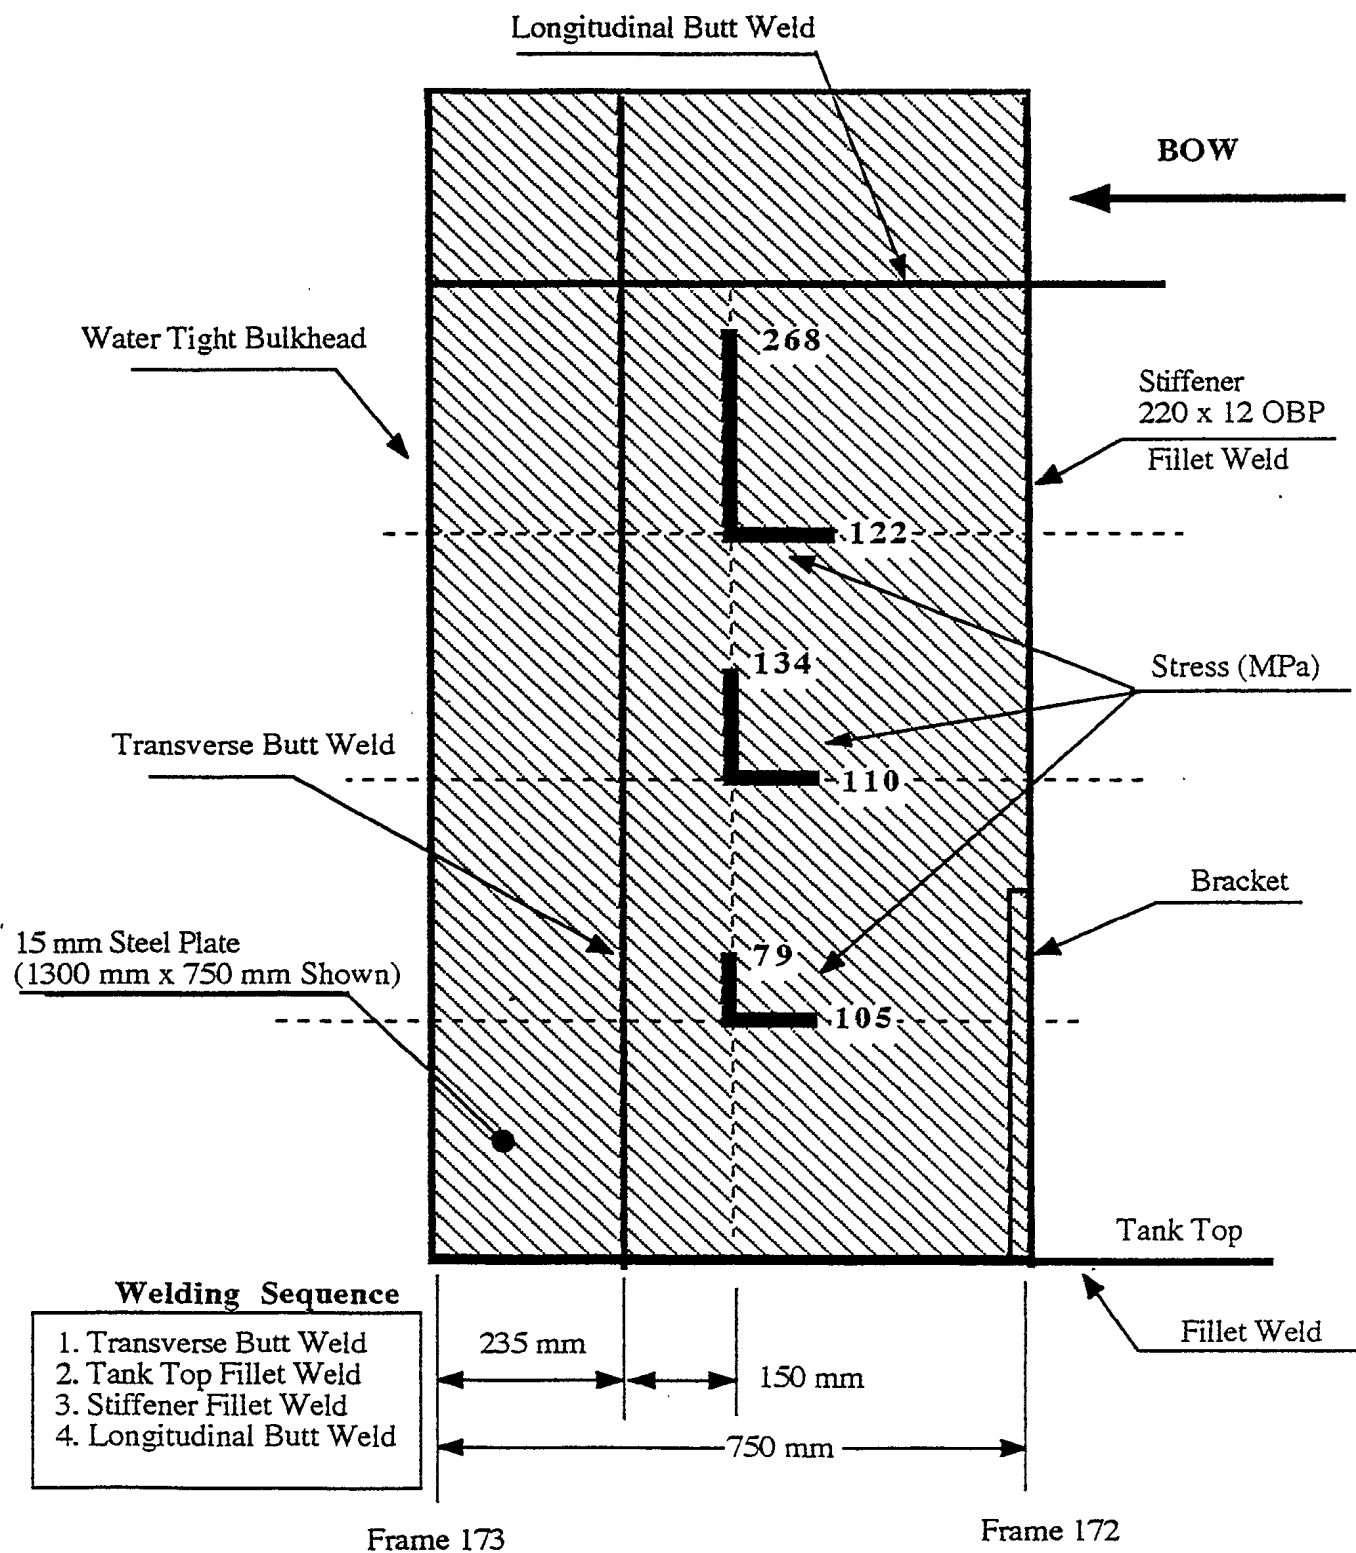 Longitudinal Butt Weld
BOW
Water Tight Bulkhead
268
Stiffener
220 x 12 OBP
Fillet Weld
122
134
Stress (MPa)
Transverse Butt Weld
110
Bracket
15 mm Steel Plate
(1300 mm x 750 mm Shown)
79
105
Tank Top
Fillet Weld
Welding Sequence
1. Transverse Butt Weld
2. Tank Top Fillet Weld
3. Stiffener Fillet Weld
4. Longitudinal Butt Weld
235 mm
150 mm
750 mm
Frame 173
Frame 172